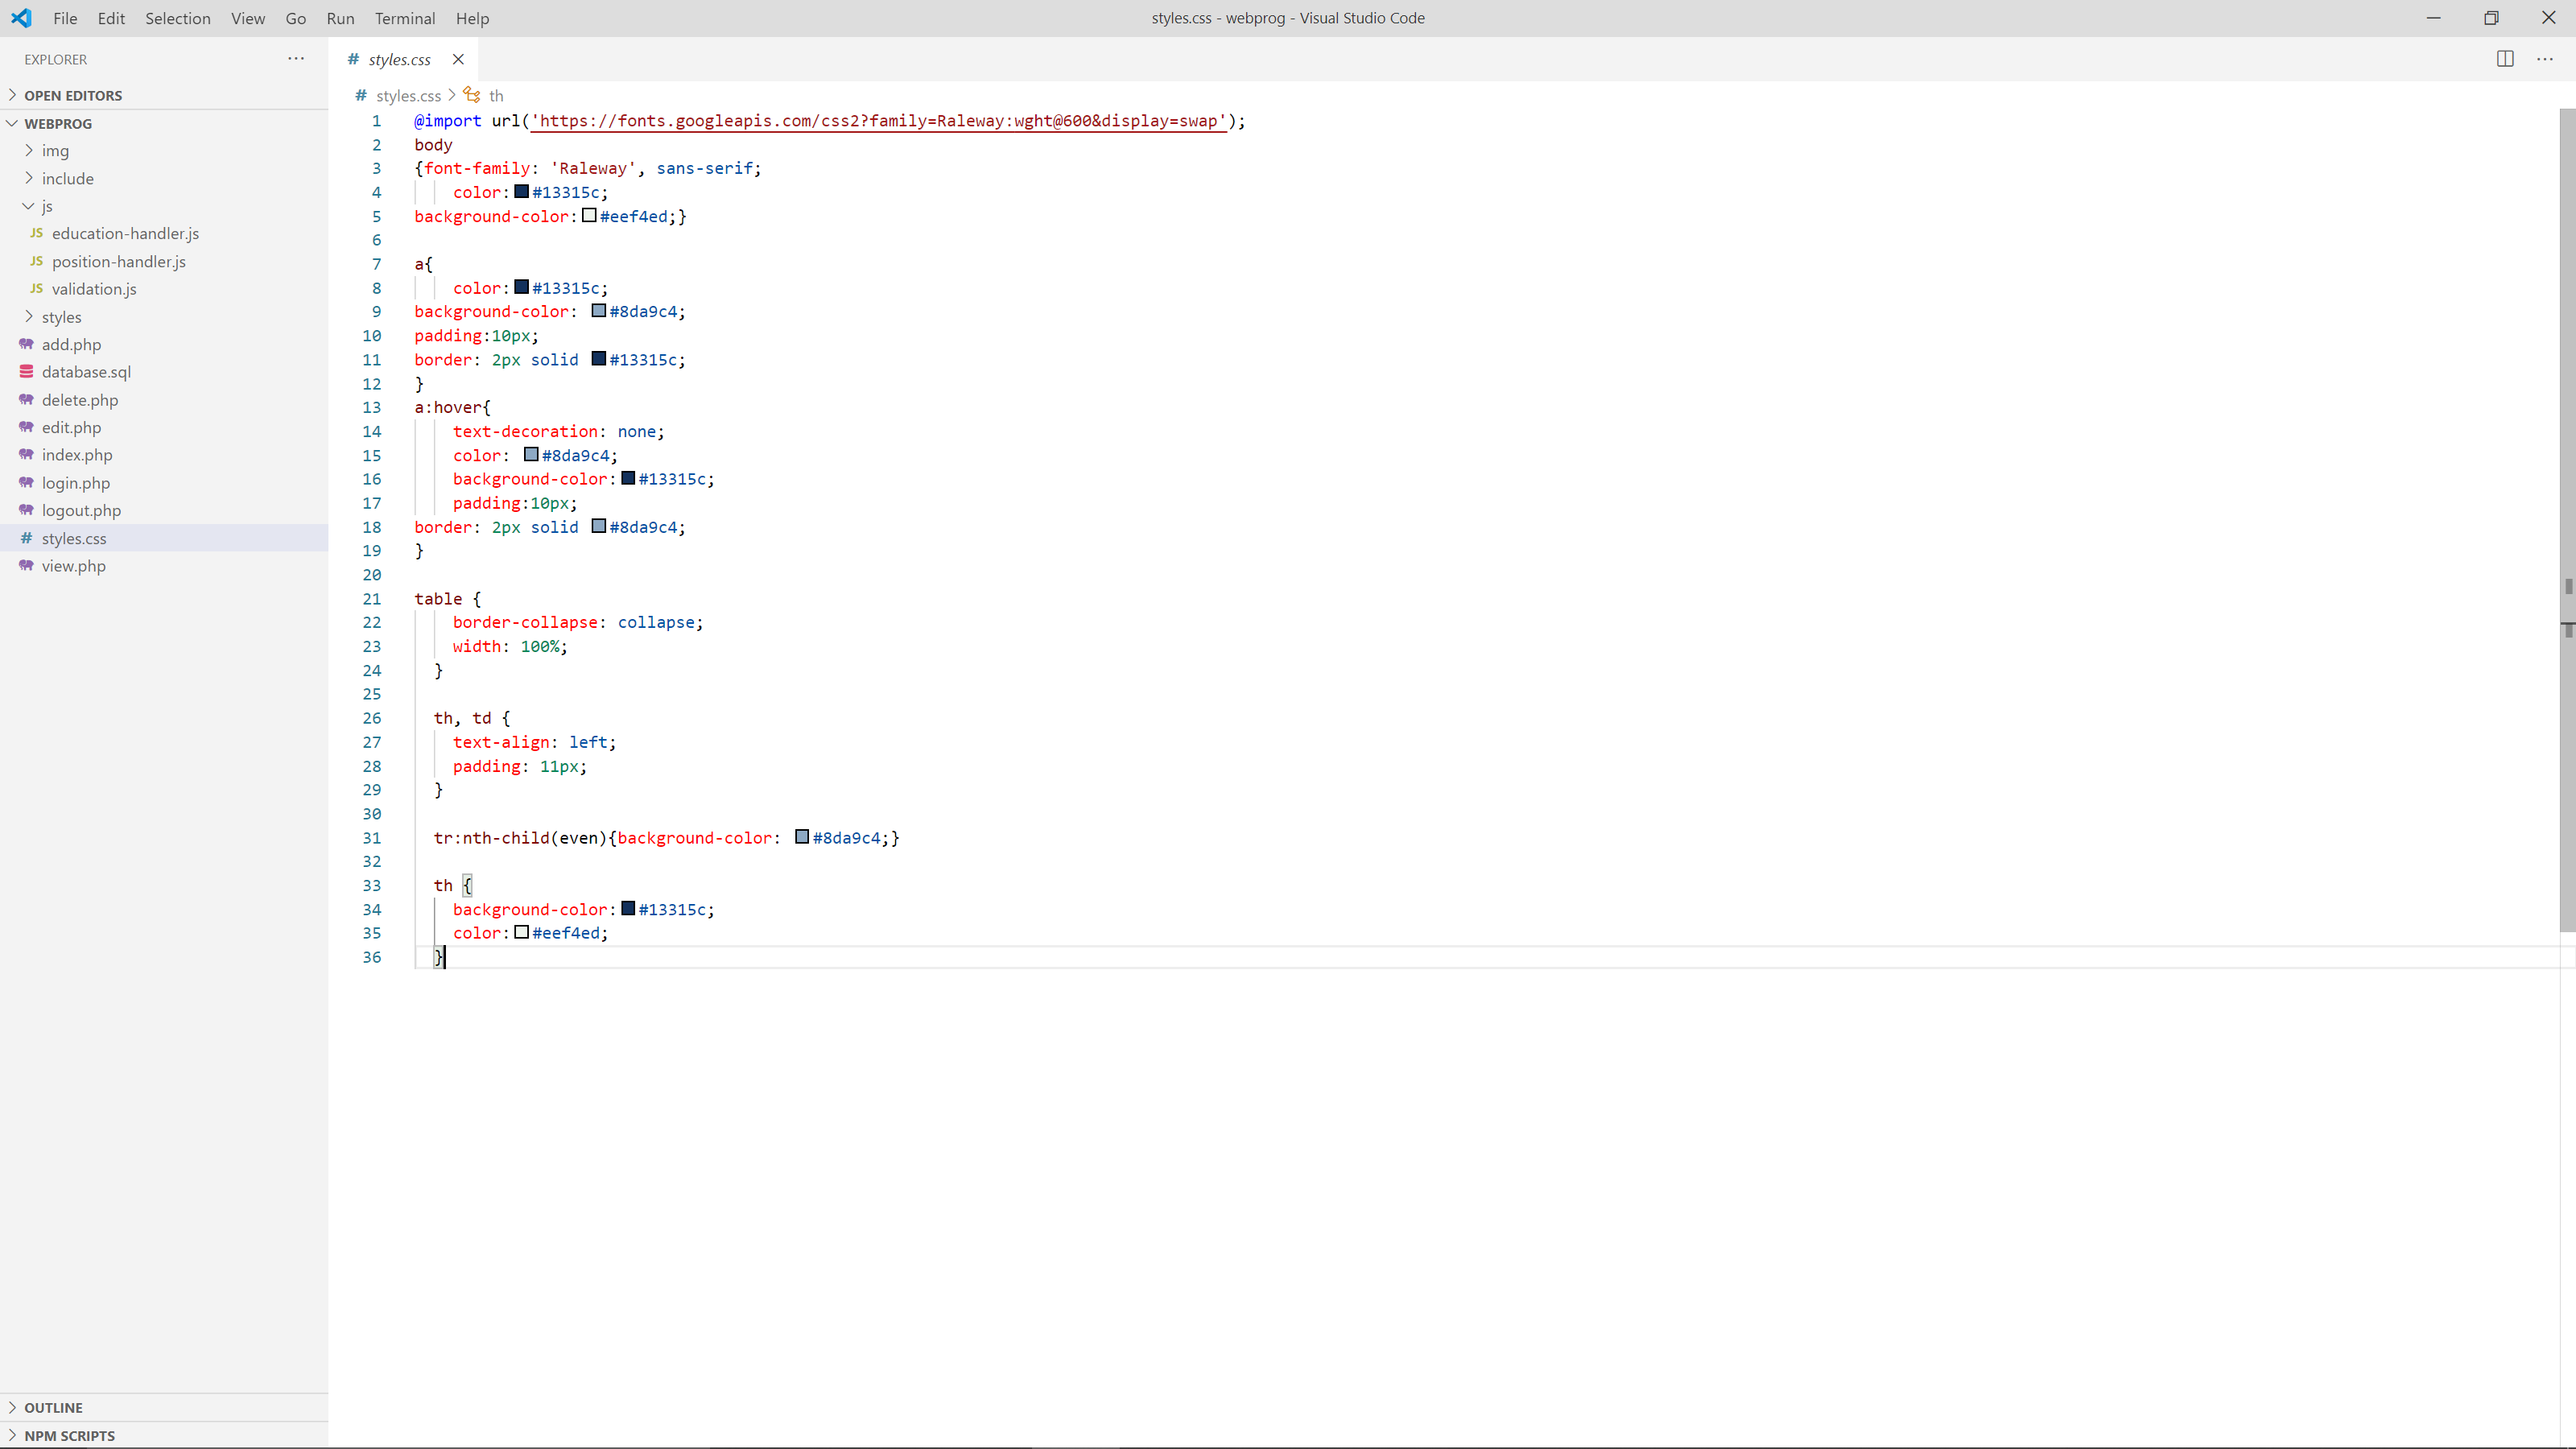 File Edit Selection View Go Run Terminal Help
styles.css - webprog - Visual Studio Code
EXPLORER
OPEN EDITORS
WEBPROG
img
include
js
JS education-handler.js
JS position-handler.js
JS validation.js
styles
add.php
database.sql
delete.php
edit.php
index.php
login.php
logout.php
# styles.css
view.php
OUTLINE
NPM SCRIPTS
# styles.css
# styles.css > th
1 @import url('https://fonts.googleapis.com/css2?family=Raleway:wght@600&display=swap');
2 body
3 {font-family: 'Raleway', sans-serif;
4 color:#13315c;
5 background-color:#eef4ed;}
6
7 a{
8 color:#13315c;
9 background-color: #8da9c4;
10 padding:10px;
11 border: 2px solid #13315c;
12 }
13 a:hover{
14 text-decoration: none;
15 color: #8da9c4;
16 background-color:#13315c;
17 padding:10px;
18 border: 2px solid #8da9c4;
19 }
20
21 table {
22 border-collapse: collapse;
23 width: 100%;
24 }
25
26 th, td {
27 text-align: left;
28 padding: 11px;
29 }
30
31 tr:nth-child(even){background-color: #8da9c4;}
32
33 th {
34 background-color:#13315c;
35 color:#eef4ed;
36 }